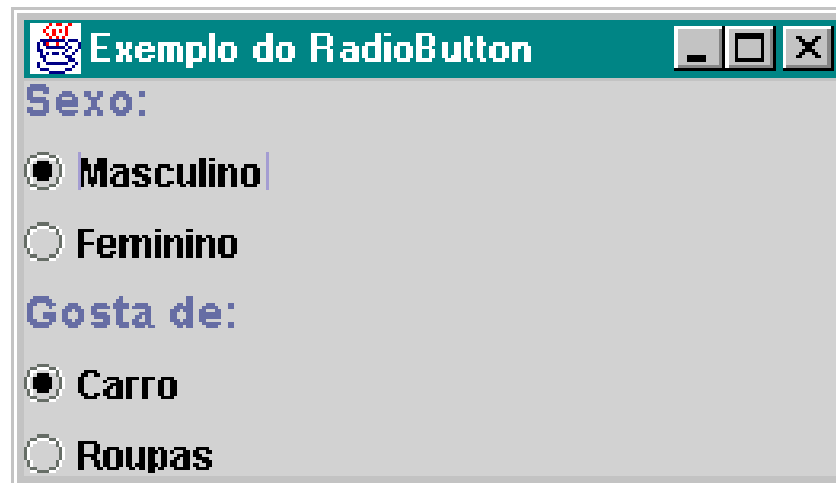 Exemplo do RadioButton
Sexo:
Masculino
Feminino
Gosta de:
Carro
Roupas